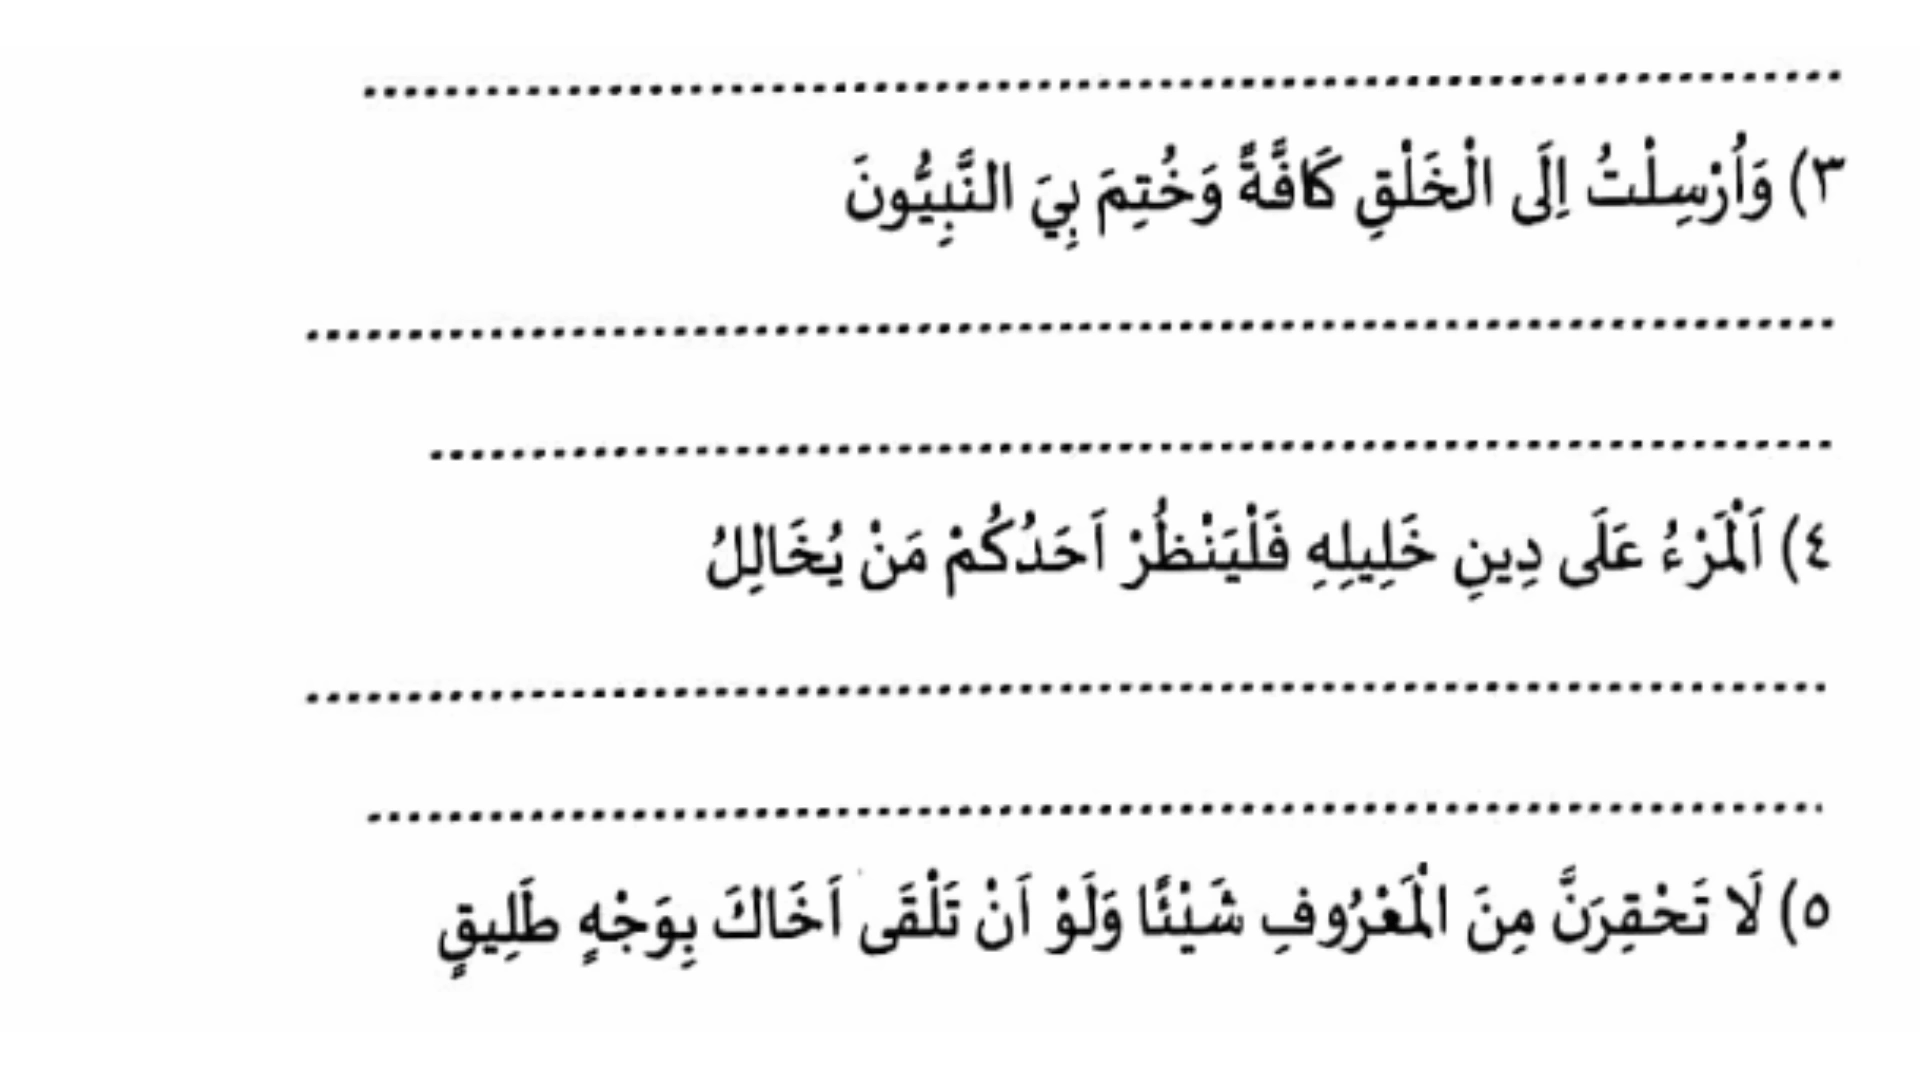 ٣) وَاُرْسِلْتُ اِلَى الْخَلْقِ كَافَّةً وَخُتِمَ بِيَ النَّبِيُّونَ
٤) اَلْمَرْءُ عَلَى دِينِ خَلِيلِهِ فَلْيَنْظُرْ اَحَدُكُمْ مَنْ يُخَالِلُ
٥) لَا تَحْقِرَنَّ مِنَ الْمَعْرُوفِ شَيْئًا وَلَوْ اَنْ تَلْقَى اَخَاكَ بِوَجْهٍ طَلِيقٍ